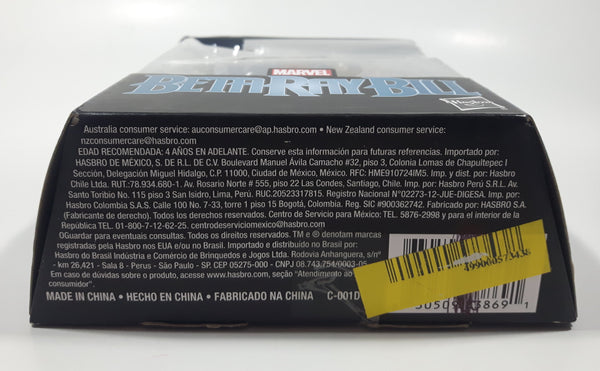 MARVEL
BETA RAY BILL
Hasbro
Australia consumer service: auconsumercare@ap.hasbro.com • New Zealand consumer service:
nzconsumercare@hasbro.com
EDAD RECOMENDADA: 4 AÑOS EN ADELANTE. Conserve esta información para futuras referencias. Importado por:
HASBRO DE MÉXICO, S. DE R.L. DE C.V. Boulevard Manuel Ávila Camacho #32, piso 3, Colonia Lomas de Chapultepec I
Sección, Delegación Miguel Hidalgo, C.P. 11000, Ciudad de México, México. RFC: HME910724IM5. y dist. por imp.: Hasbro
Chile Ltda. RUT:78.934.680-1. Av. Rosario Norte # 555, piso 22 Las Condes, Santiago, Chile. Imp. por Hasbro Perú S.R.L. Av.
Santo Toribio No. 115 piso 3 San Isidro, Lima, Perú. RUC.20523317815. Registro Nacional N°02273-12-JUE-DIGESA. Imp. por:
Hasbro Colombia S.A.S. Calle 100 No. 7-33, torre 1 piso 15 Bogotá, Colombia. Reg. SIC #900362742. Fabricado por: HASBRO SA
(Fabricante de derecho). Todos los derechos reservados. Centro de Servicio para México: TEL. 5876-2998 y para el interior de la
República TEL. 01-800-7-12-62-25. centrodeserviciomexico@hasbro.com
OGuardar para eventuais consultas. Todos os direitos reservados. TM e ® denotam marcas
registradas pela Hasbro nos EUA e/ou no Brasil. Importado e distribuído no Brasil por:
Hasbro do Brasil Indústria e Comércio de Brinquedos e Jogos Ltda. Rodovia Anhanguera, s/n°
- km 26,421 - Sala 8 - Perus - São Paulo - SP. CEP 05275-000 - CNPJ 08.743.754/0003-05
Em caso de dúvidas sobre o produto, acesse www.hasbro.com, seção "Atendimento ao
consumidor".
MADE IN CHINA • HECHO EN CHINA • FABRICADO NA CHINA C-001D
199000573436
869 1